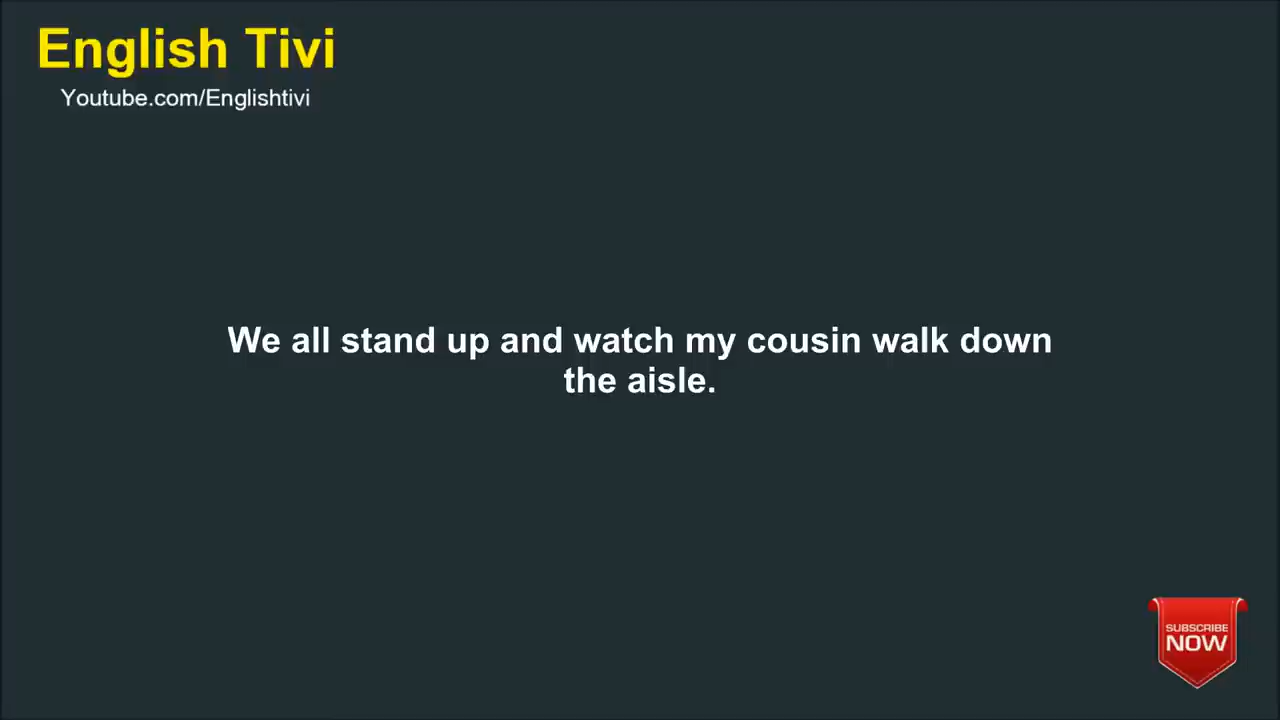 English Tivi
Youtube.com/Englishtivi
We all stand up and watch my cousin walk down
the aisle.
SUBSCRIBE
NOW